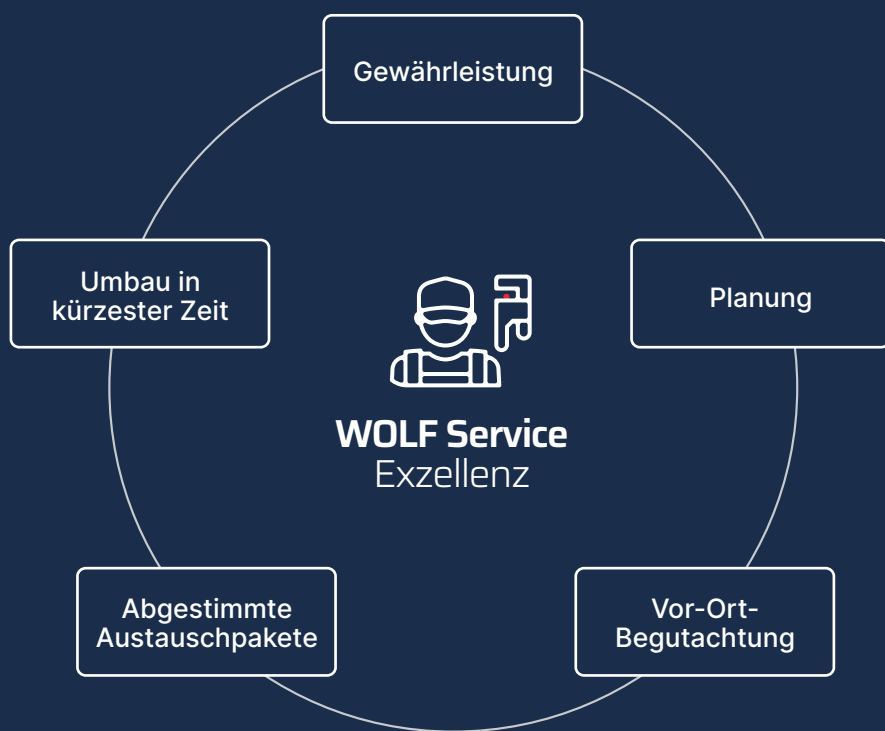 Gewährleistung
Umbau in
kürzester Zeit
Planung
WOLF Service
Exzellenz
Abgestimmte
Austauschpakete
Vor-Ort-
Begutachtung